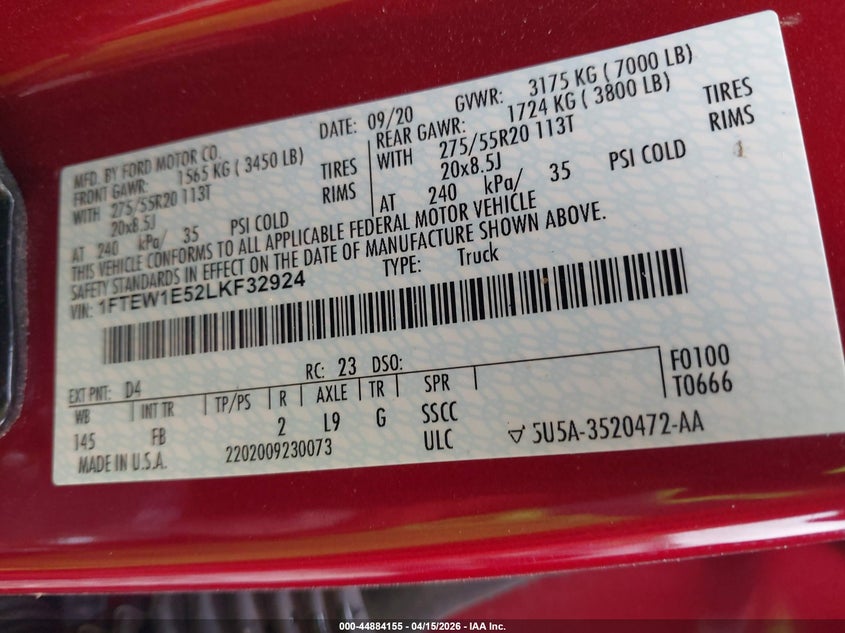 MFD. BY FORD MOTOR CO.
DATE: 09/20 GVWR: 3175 KG ( 7000 LB)
FRONT GAWR: 1565 KG ( 3450 LB) REAR GAWR: 1724 KG ( 3800 LB)
WITH 275/55R20 113T TIRES WITH 275/55R20 113T TIRES
20x8.5J RIMS 20x8.5J RIMS
AT 240 kPa/ 35 PSI COLD AT 240 kPa/ 35 PSI COLD
THIS VEHICLE CONFORMS TO ALL APPLICABLE FEDERAL MOTOR VEHICLE
SAFETY STANDARDS IN EFFECT ON THE DATE OF MANUFACTURE SHOWN ABOVE.
VIN: 1FTEW1E52LKF32924 TYPE: Truck
EXT PNT: D4 RC: 23 DSO: F0100
WB INT TR TP/PS R AXLE TR SPR T0666
145 FB 2 L9 G SSCC
MADE IN U.S.A. 2202009230073 ULC 5U5A-3520472-AA
000-44884155 - 04/15/2026 - IAA Inc.